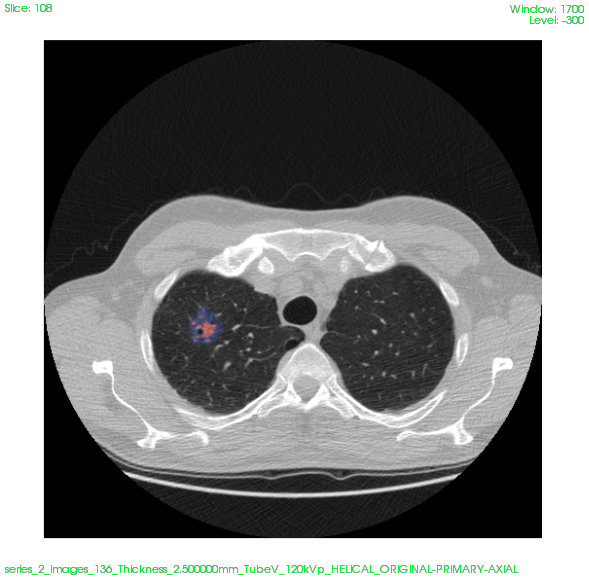 Slice: 108
Window: 1700
Level: -300
series_2_Images_136_Thickness_2.500000mm_TubeV_120kVp_HELICAL_ORIGINAL-PRIMARY-AXIAL